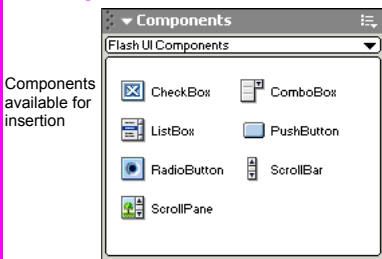 Components
Flash UI Components
Components
available for
insertion
CheckBox
ComboBox
ListBox
PushButton
RadioButton
ScrollBar
ScrollPane